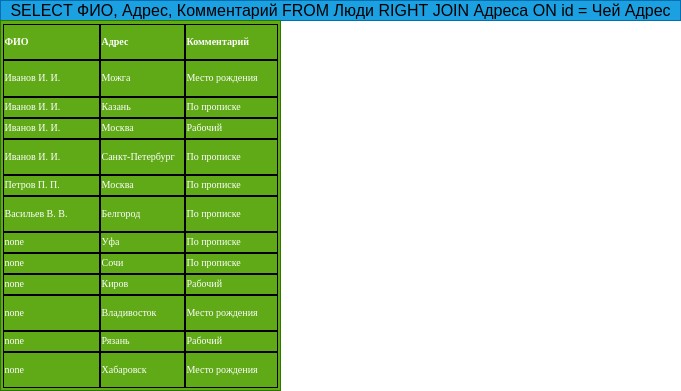 SELECT ФИО, Адрес, Комментарий FROM Люди RIGHT JOIN Адреса ON id = Чей Адрес
ФИО Адрес Комментарий
Иванов И. И. Можга Место рождения
Иванов И. И. Казань По прописке
Иванов И. И. Москва Рабочий
Иванов И. И. Санкт-Петербург По прописке
Петров П. П. Москва По прописке
Васильев В. В. Белгород По прописке
none Уфа По прописке
none Сочи По прописке
none Киров Рабочий
none Владивосток Место рождения
none Рязань Рабочий
none Хабаровск Место рождения